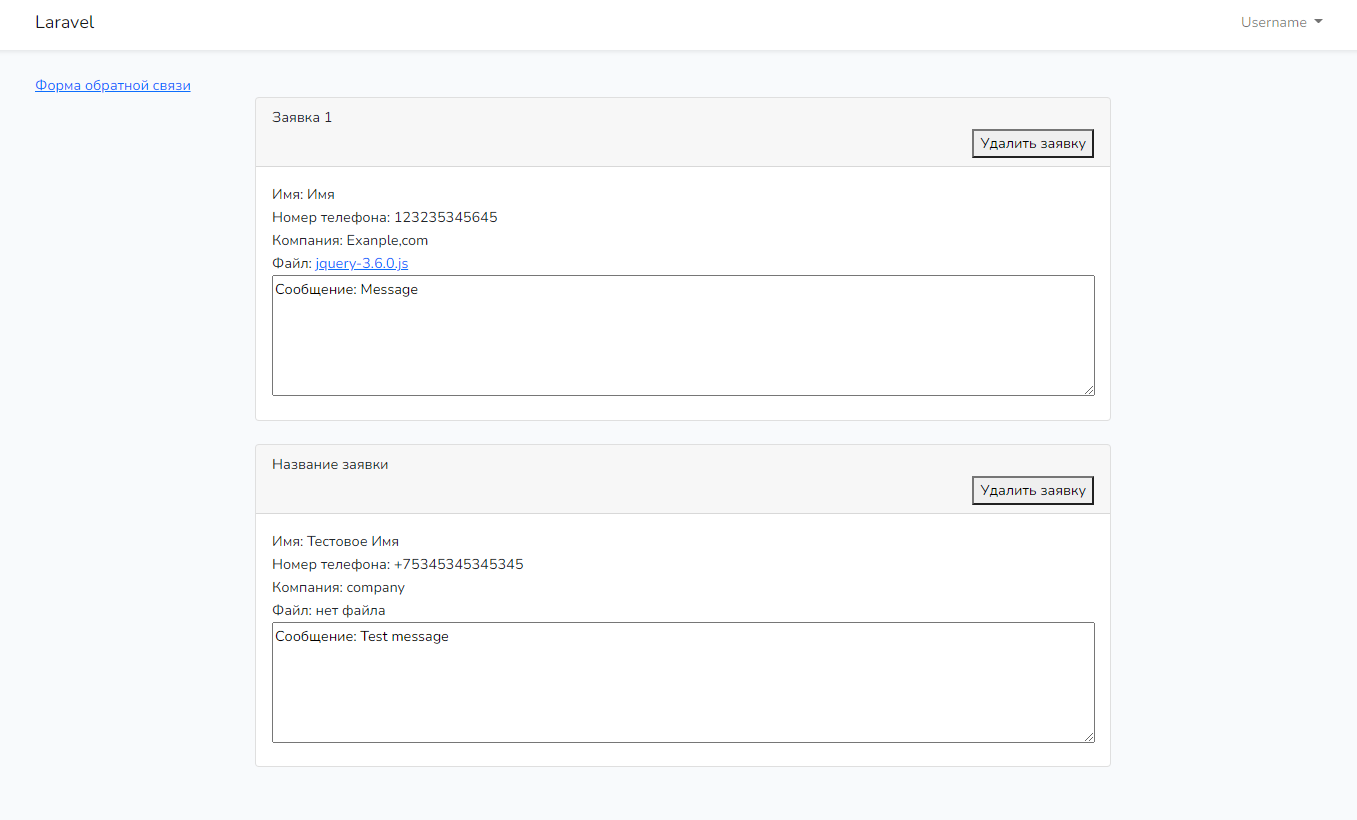 Laravel
Username
Форма обратной связи
Заявка 1
Удалить заявку
Имя: Имя
Номер телефона: 123235345645
Компания: Exanple,com
Файл: jquery-3.6.0.js
Сообщение: Message
Название заявки
Удалить заявку
Имя: Тестовое Имя
Номер телефона: +75345345345345
Компания: company
Файл: нет файла
Сообщение: Test message